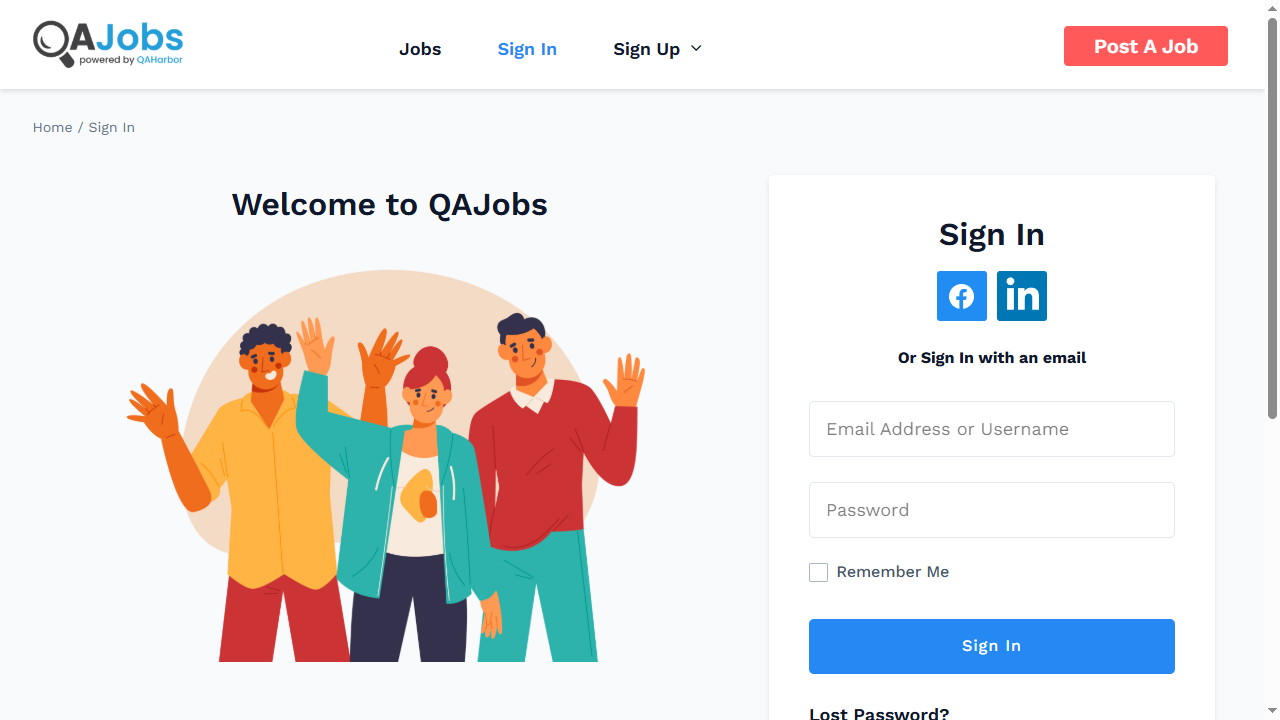 QAJobs
powered by QAHarbor
Jobs
Sign In
Sign Up
Post A Job
Home / Sign In
Welcome to QAJobs
Sign In
in
Or Sign In with an email
Email Address or Username
Password
Remember Me
Sign In
Lost Password?